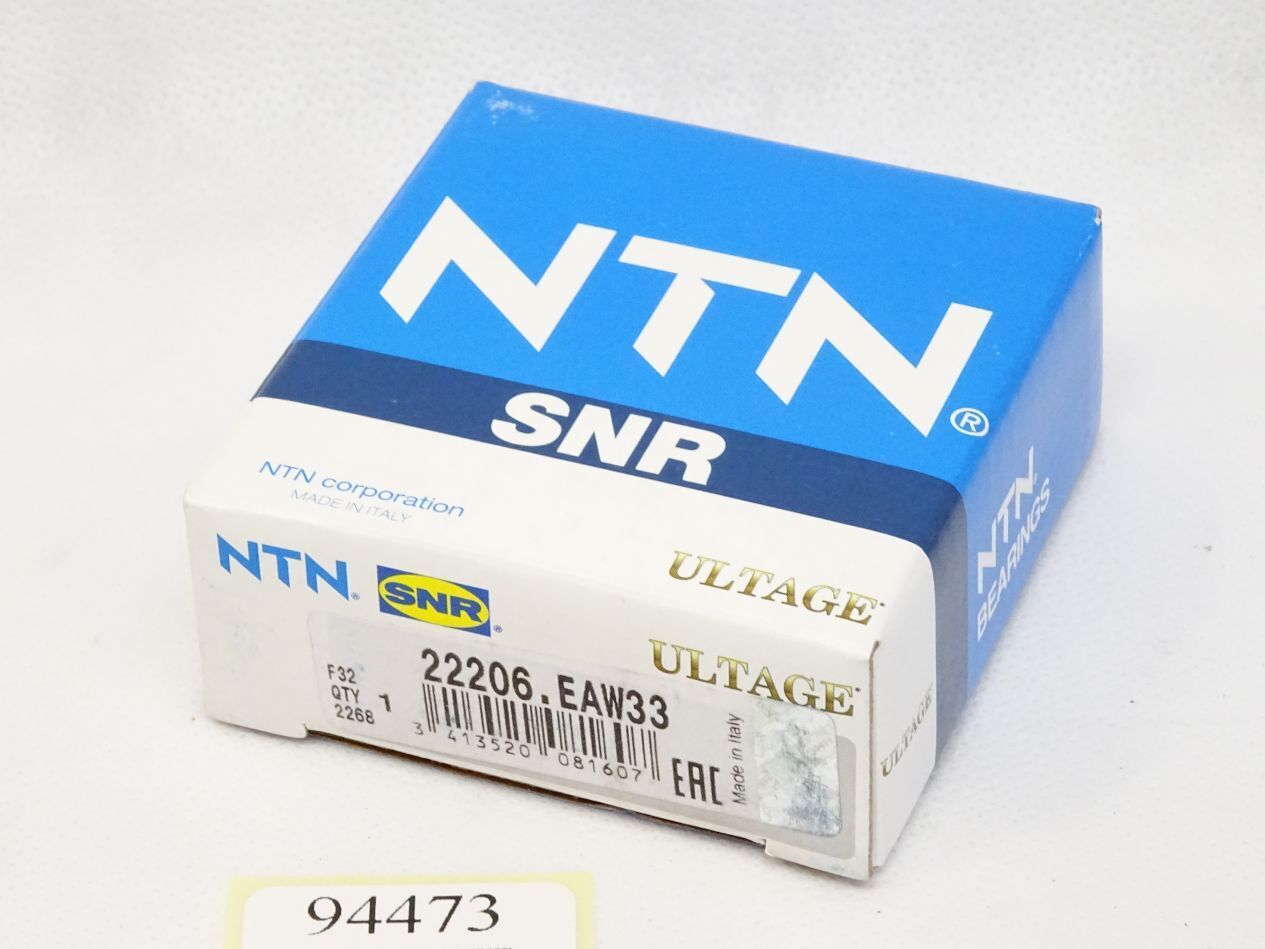 NTN®
SNR
NTN corporation
MADE IN ITALY
ULTAGE
NTN®
SNR®
ULTAGE
F32
QTY 1
2268
22206.EAW33
3 413520 081607
EAC
Made in Italy
NTN
BEARINGS
ULTAGE
94473